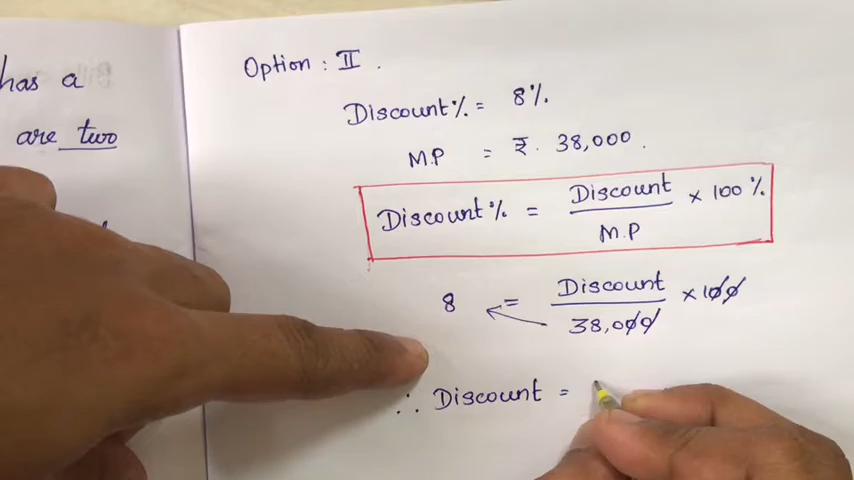 has a
are two
Option : II .
Discount % = 8 %.
M.P = ₹. 38,000 .
Discount % = Discount / M.P × 100 %
8 = Discount / 38,000 × 100
∴ Discount =